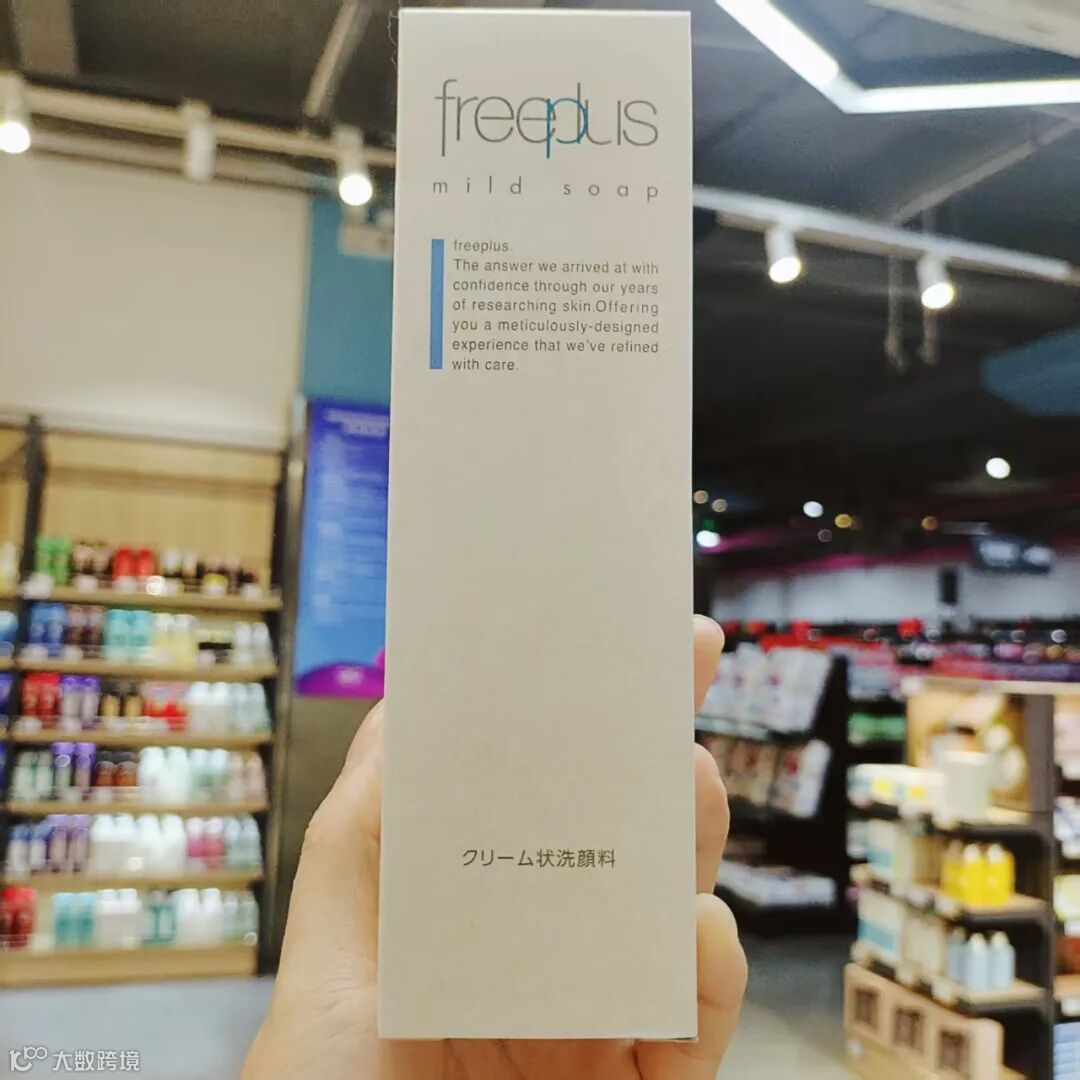 freeplus
mild soap
freeplus.
The answer we arrived at with
confidence through our years
of researching skin.Offering
you a meticulously-designed
experience that we've refined
with care.
クリーム状洗顔料
大数跨境